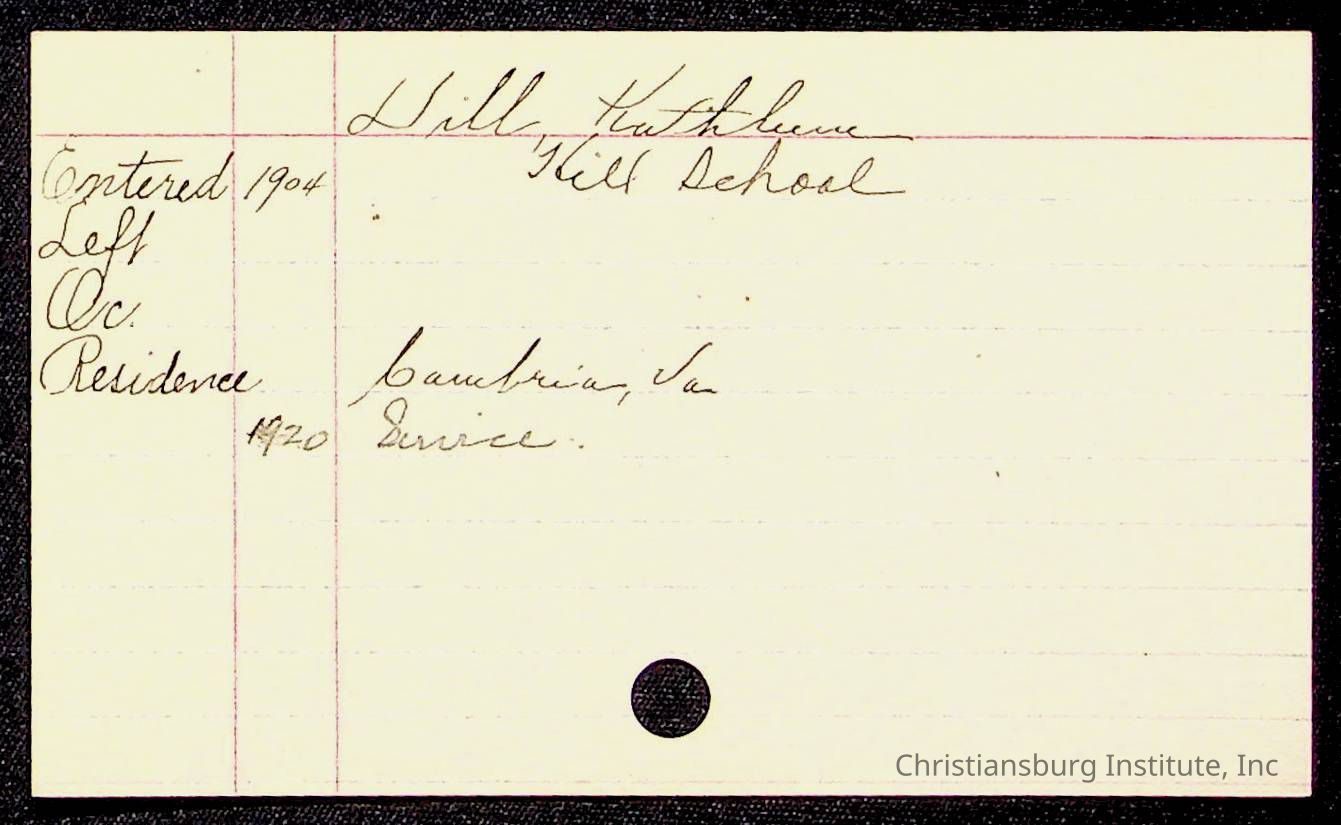 Hill, Kathleen
Entered 1904 Hill School
Left
Oc.
Residence Cambria, Va
1920 Service.
Christiansburg Institute, Inc